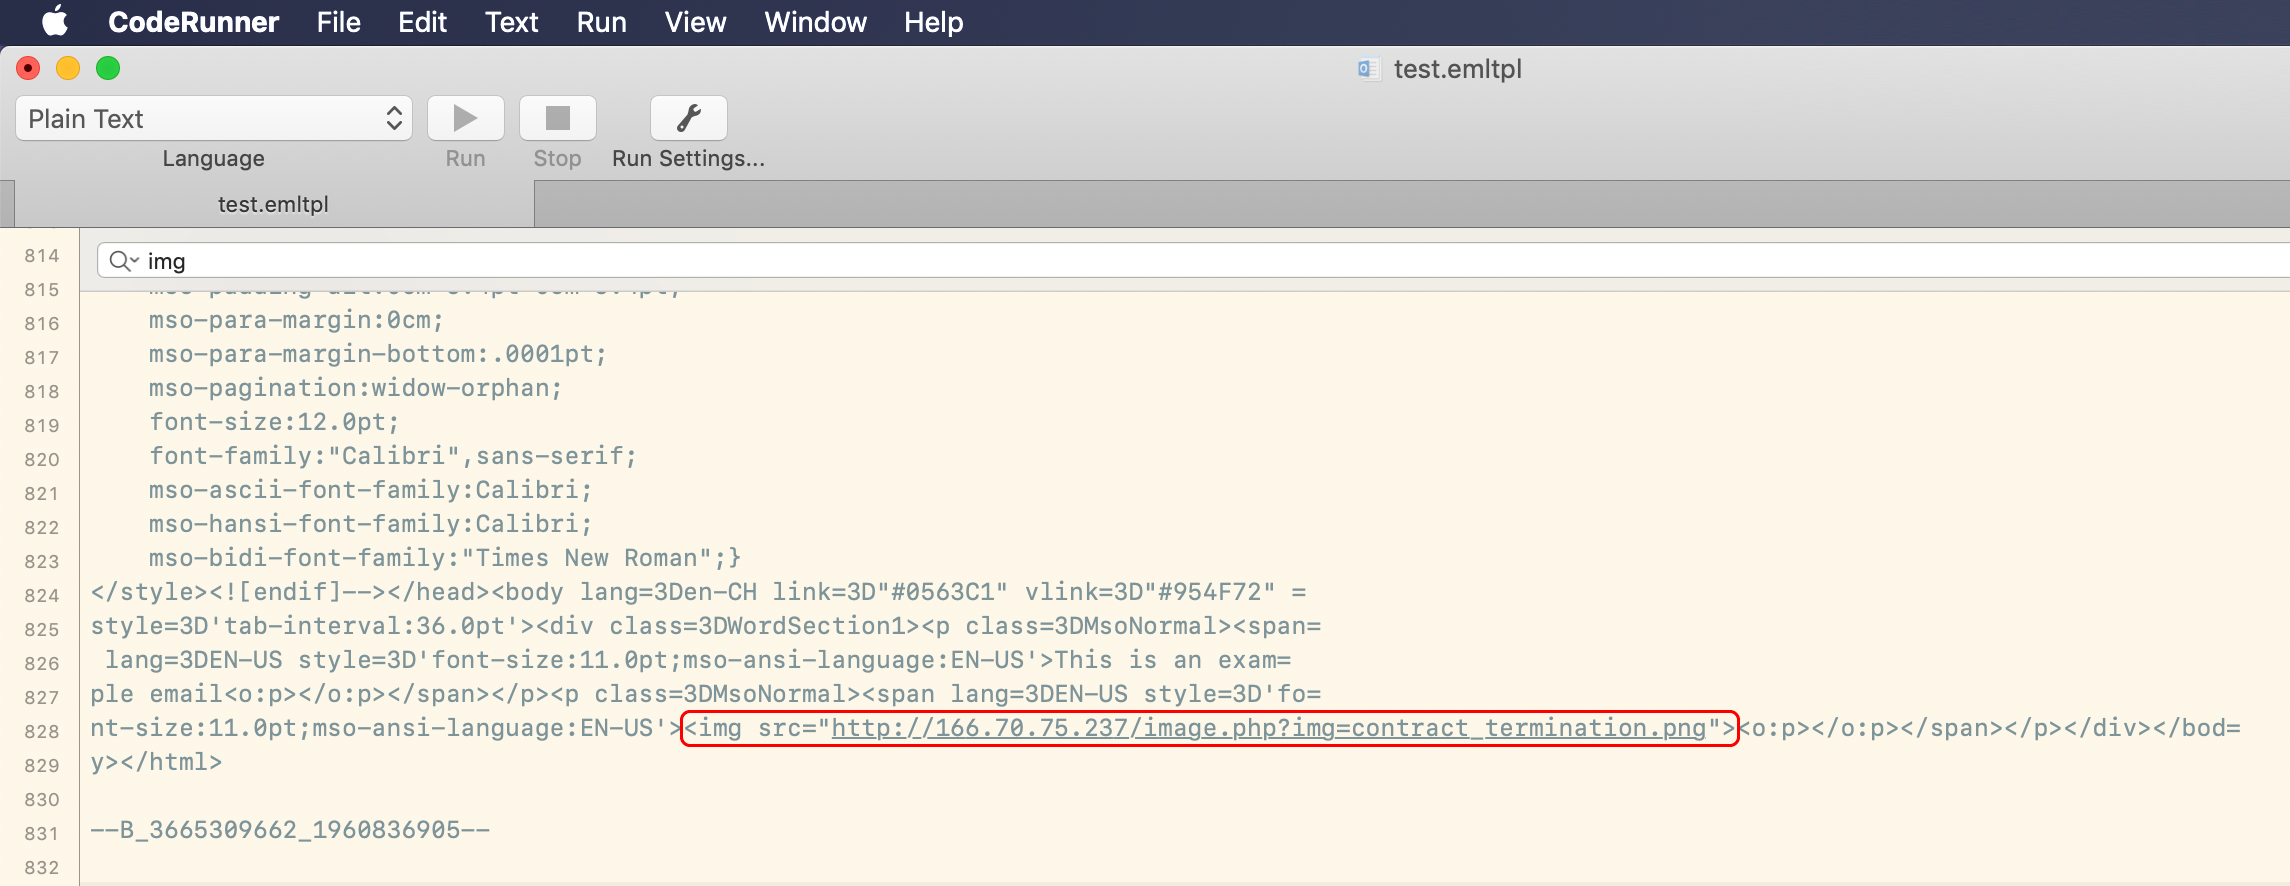 CodeRunner File Edit Text Run View Window Help
test.emltpl
Plain Text
Language Run Stop Run Settings...
test.emltpl
814 img
815
816 mso-para-margin:0cm;
817 mso-para-margin-bottom:.0001pt;
818 mso-pagination:widow-orphan;
819 font-size:12.0pt;
820 font-family:"Calibri",sans-serif;
821 mso-ascii-font-family:Calibri;
822 mso-hansi-font-family:Calibri;
823 mso-bidi-font-family:"Times New Roman";}
824 </style><![endif]--></head><body lang=3Den-CH link=3D"#0563C1" vlink=3D"#954F72" =
825 style=3D'tab-interval:36.0pt'><div class=3DWordSection1><p class=3DMsoNormal><span=
826 lang=3DEN-US style=3D'font-size:11.0pt;mso-ansi-language:EN-US'>This is an exam=
827 ple email<o:p></o:p></span></p><p class=3DMsoNormal><span lang=3DEN-US style=3D'fo=
828 nt-size:11.0pt;mso-ansi-language:EN-US'><img src="http://166.70.75.237/image.php?img=contract_termination.png"><o:p></o:p></span></p></div></bod=
829 y></html>
830
831 --B_3665309662_1960836905--
832